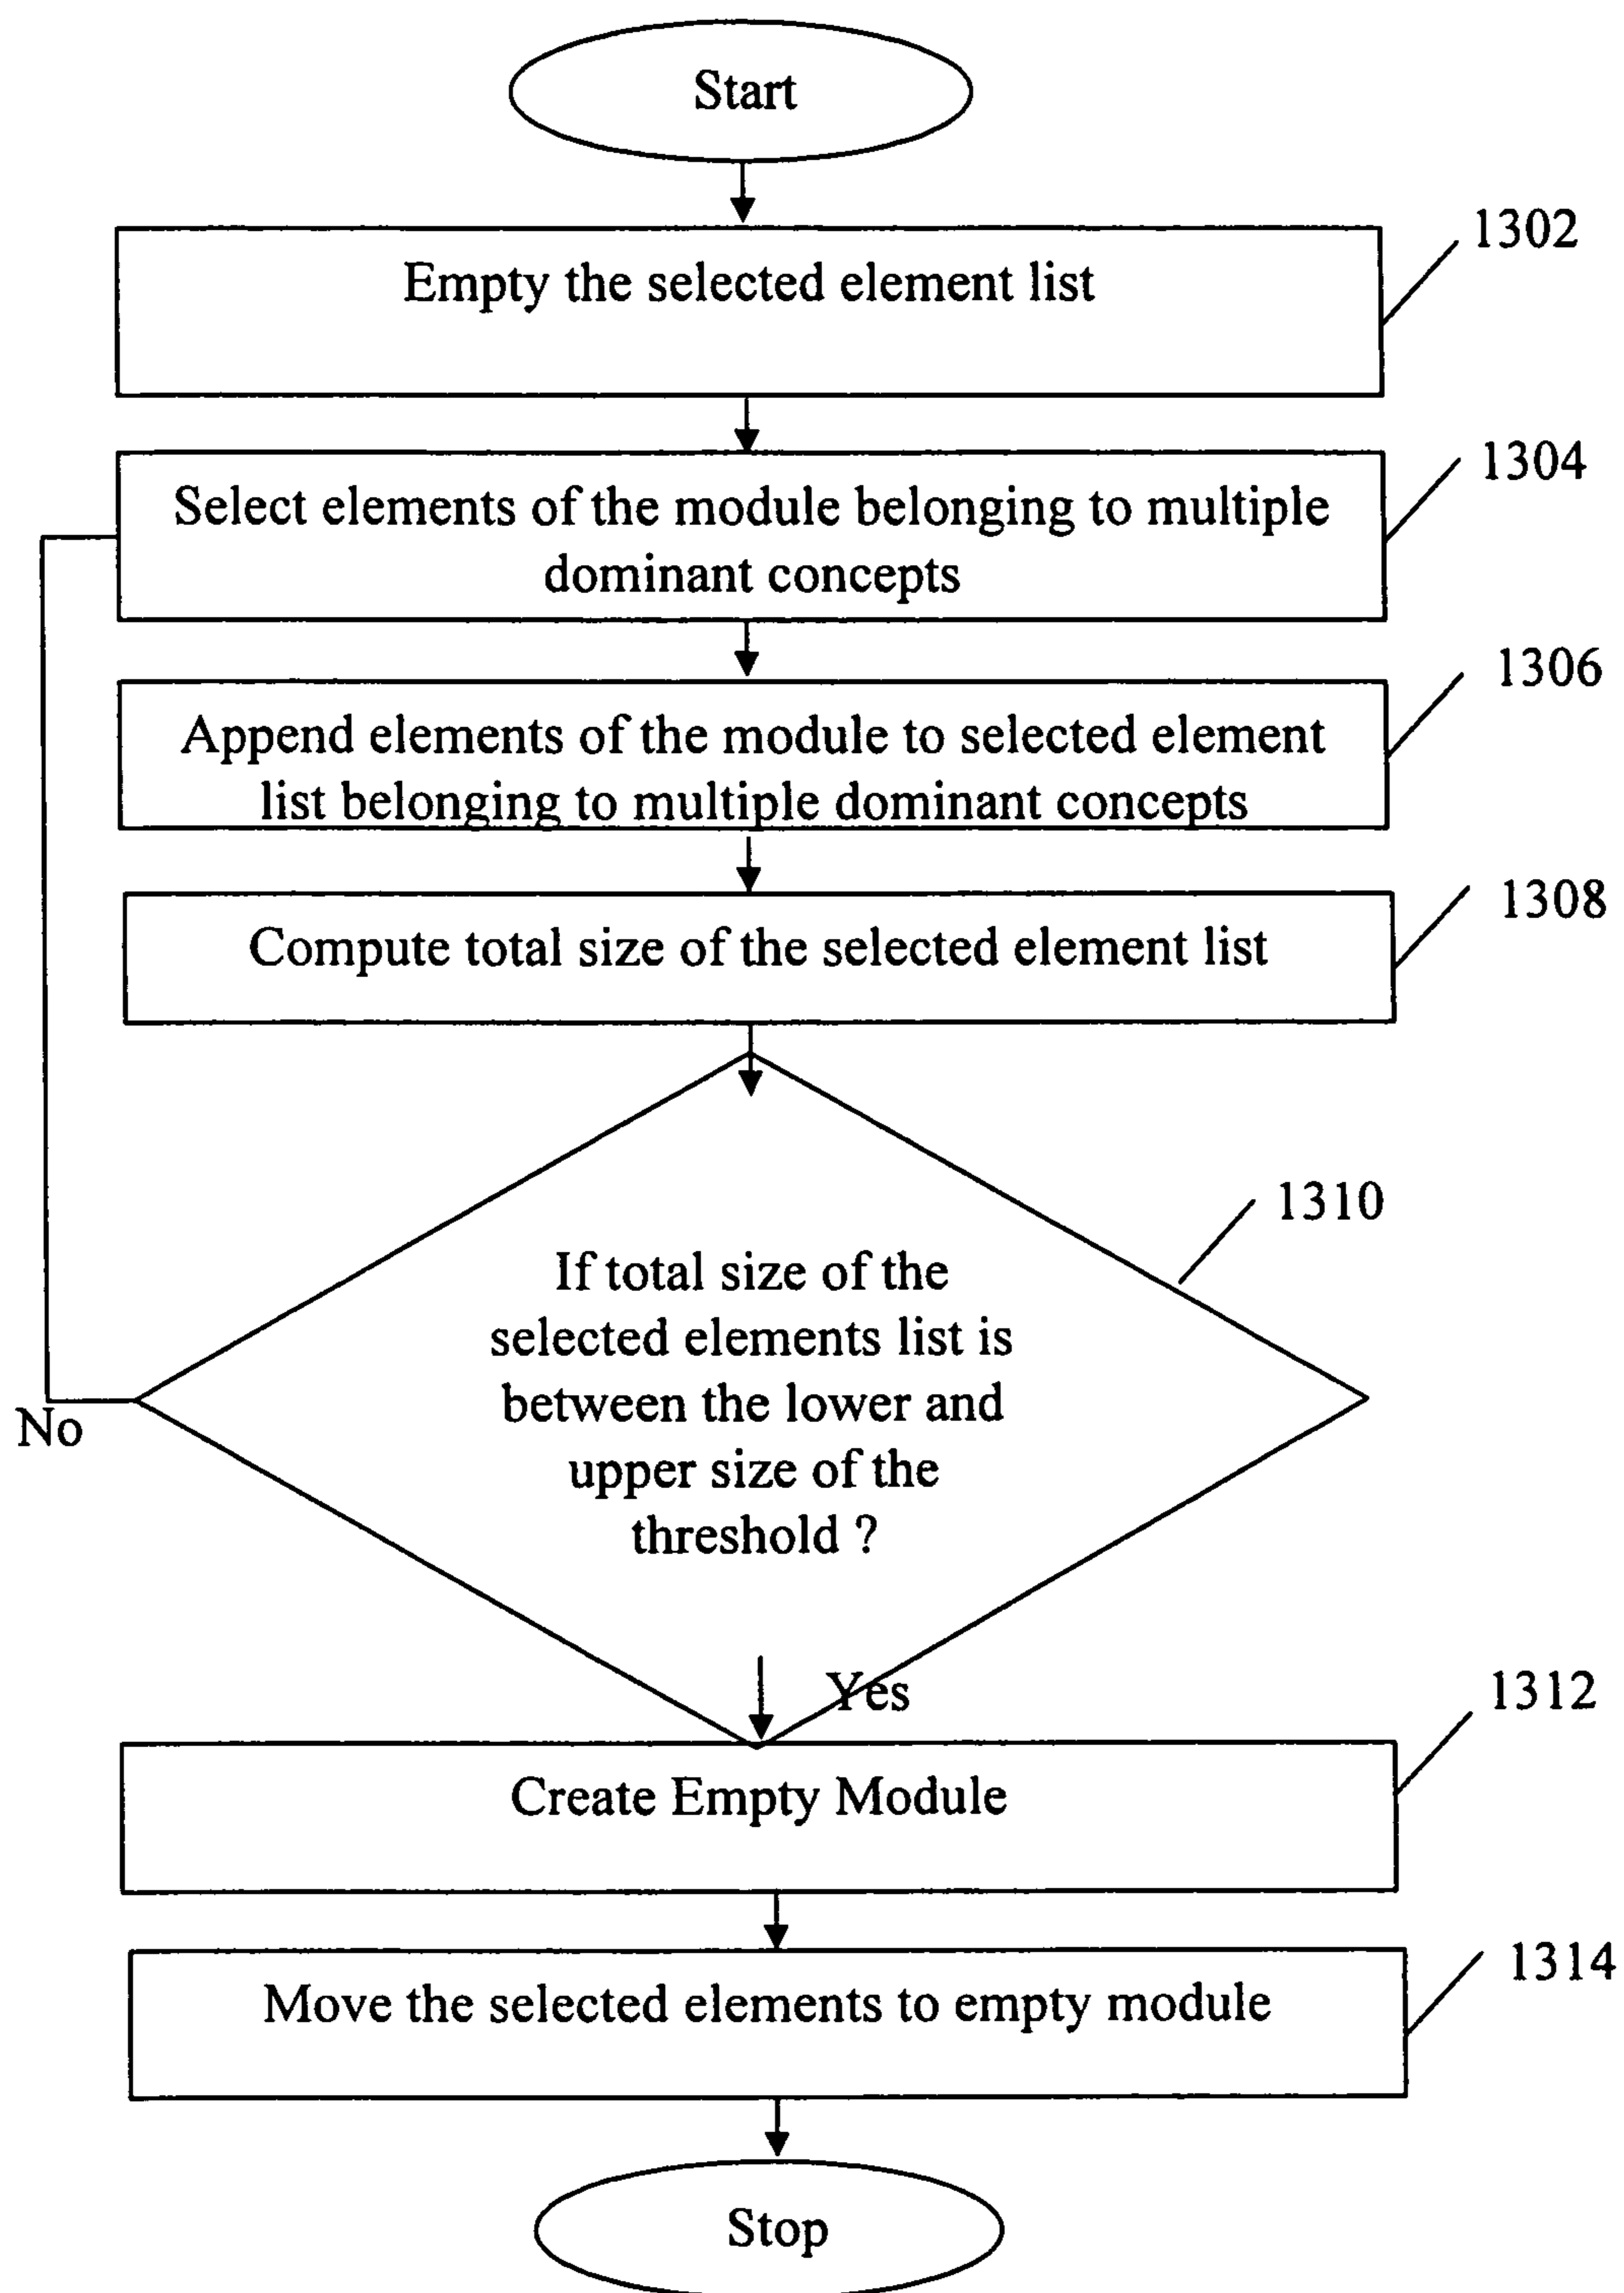 Start
1302
Empty the selected element list
1304
Select elements of the module belonging to multiple
dominant concepts
1306
Append elements of the module to selected element
list belonging to multiple dominant concepts
1308
Compute total size of the selected element list
1310
If total size of the
selected elements list is
between the lower and
upper size of the
threshold ?
No
Yes
1312
Create Empty Module
1314
Move the selected elements to empty module
Stop